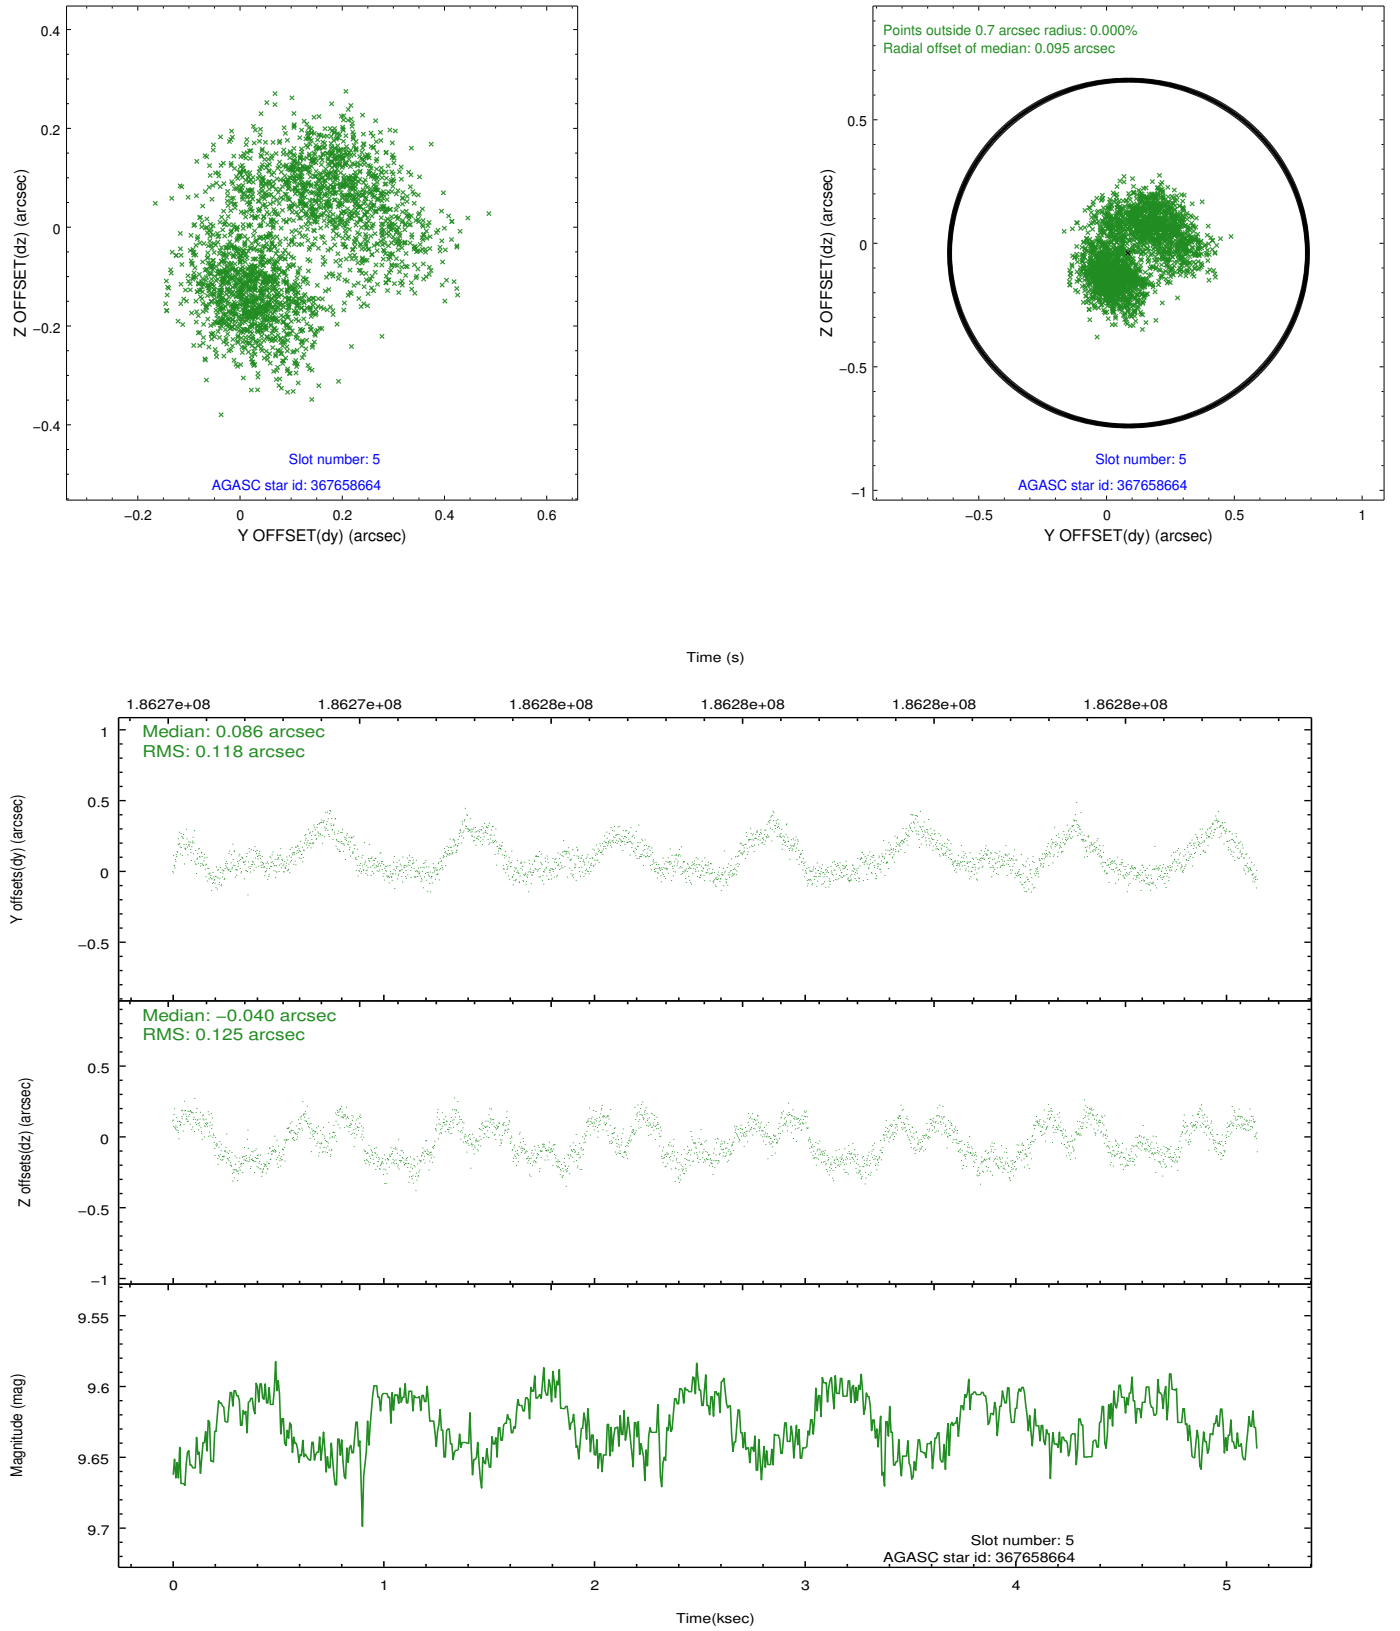 0.4
0.2
0
−0.2
−0.4
Z OFFSET(dz) (arcsec)
Slot number: 5
AGASC star id: 367658664
−0.2 0 0.2 0.4 0.6
Y OFFSET(dy) (arcsec)
Points outside 0.7 arcsec radius: 0.000%
Radial offset of median: 0.095 arcsec
0.5
0
−0.5
−1
Z OFFSET(dz) (arcsec)
Slot number: 5
AGASC star id: 367658664
−0.5 0 0.5 1
Y OFFSET(dy) (arcsec)
Time (s)
1.8627e+08 1.8627e+08 1.8628e+08 1.8628e+08 1.8628e+08 1.8628e+08
Median: 0.086 arcsec
RMS: 0.118 arcsec
1
0.5
0
−0.5
Y offsets(dy) (arcsec)
Median: −0.040 arcsec
RMS: 0.125 arcsec
0.5
0
−0.5
−1
Z offsets(dz) (arcsec)
9.55
9.6
9.65
9.7
Magnitude (mag)
Slot number: 5
AGASC star id: 367658664
0 1 2 3 4 5
Time(ksec)